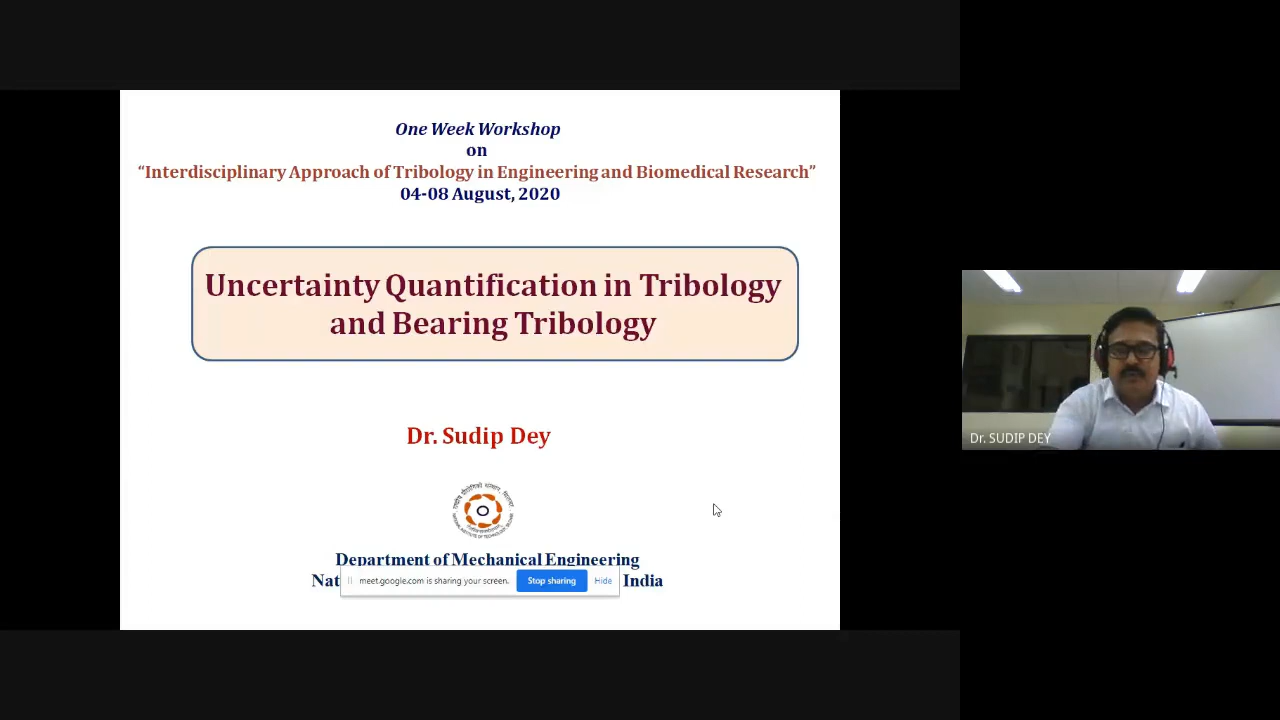 One Week Workshop
on
“Interdisciplinary Approach of Tribology in Engineering and Biomedical Research”
04-08 August, 2020
Uncertainty Quantification in Tribology
and Bearing Tribology
Dr. Sudip Dey
Department of Mechanical Engineering
Nat
India
meet.google.com is sharing your screen.
Stop sharing
Hide
Dr. SUDIP DEY